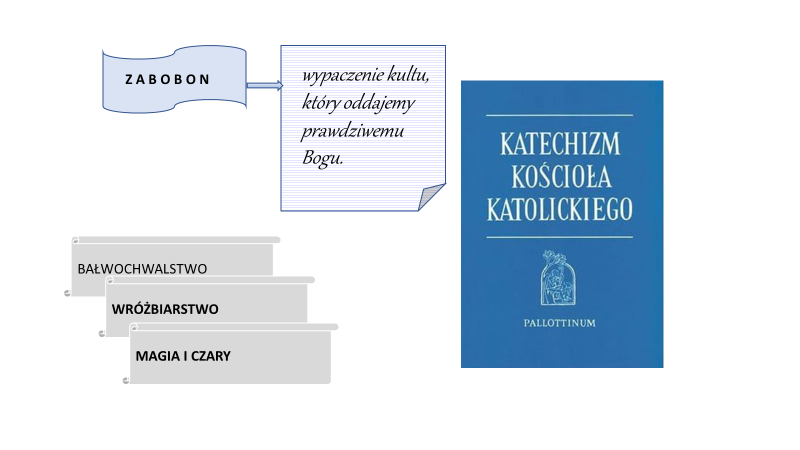 ZABOBON
wypaczenie kultu,
który oddajemy
prawdziwemu
Bogu.
KATECHIZM
KOŚCIOŁA
KATOLICKIEGO
PALLOTTINUM
BAŁWOCHWALSTWO
WRÓŻBIARSTWO
MAGIA I CZARY